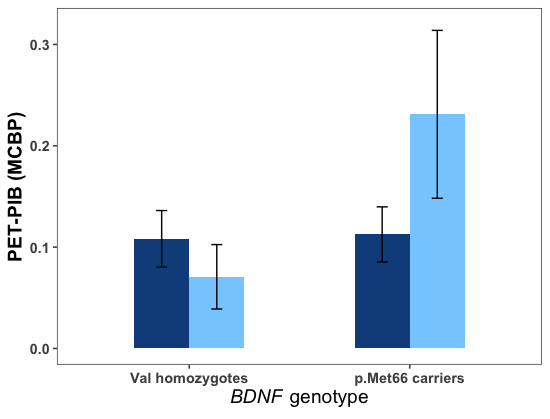 PET-PIB (MCBP)
0.3
0.2
0.1
0.0
Val homozygotes p.Met66 carriers
BDNF genotype